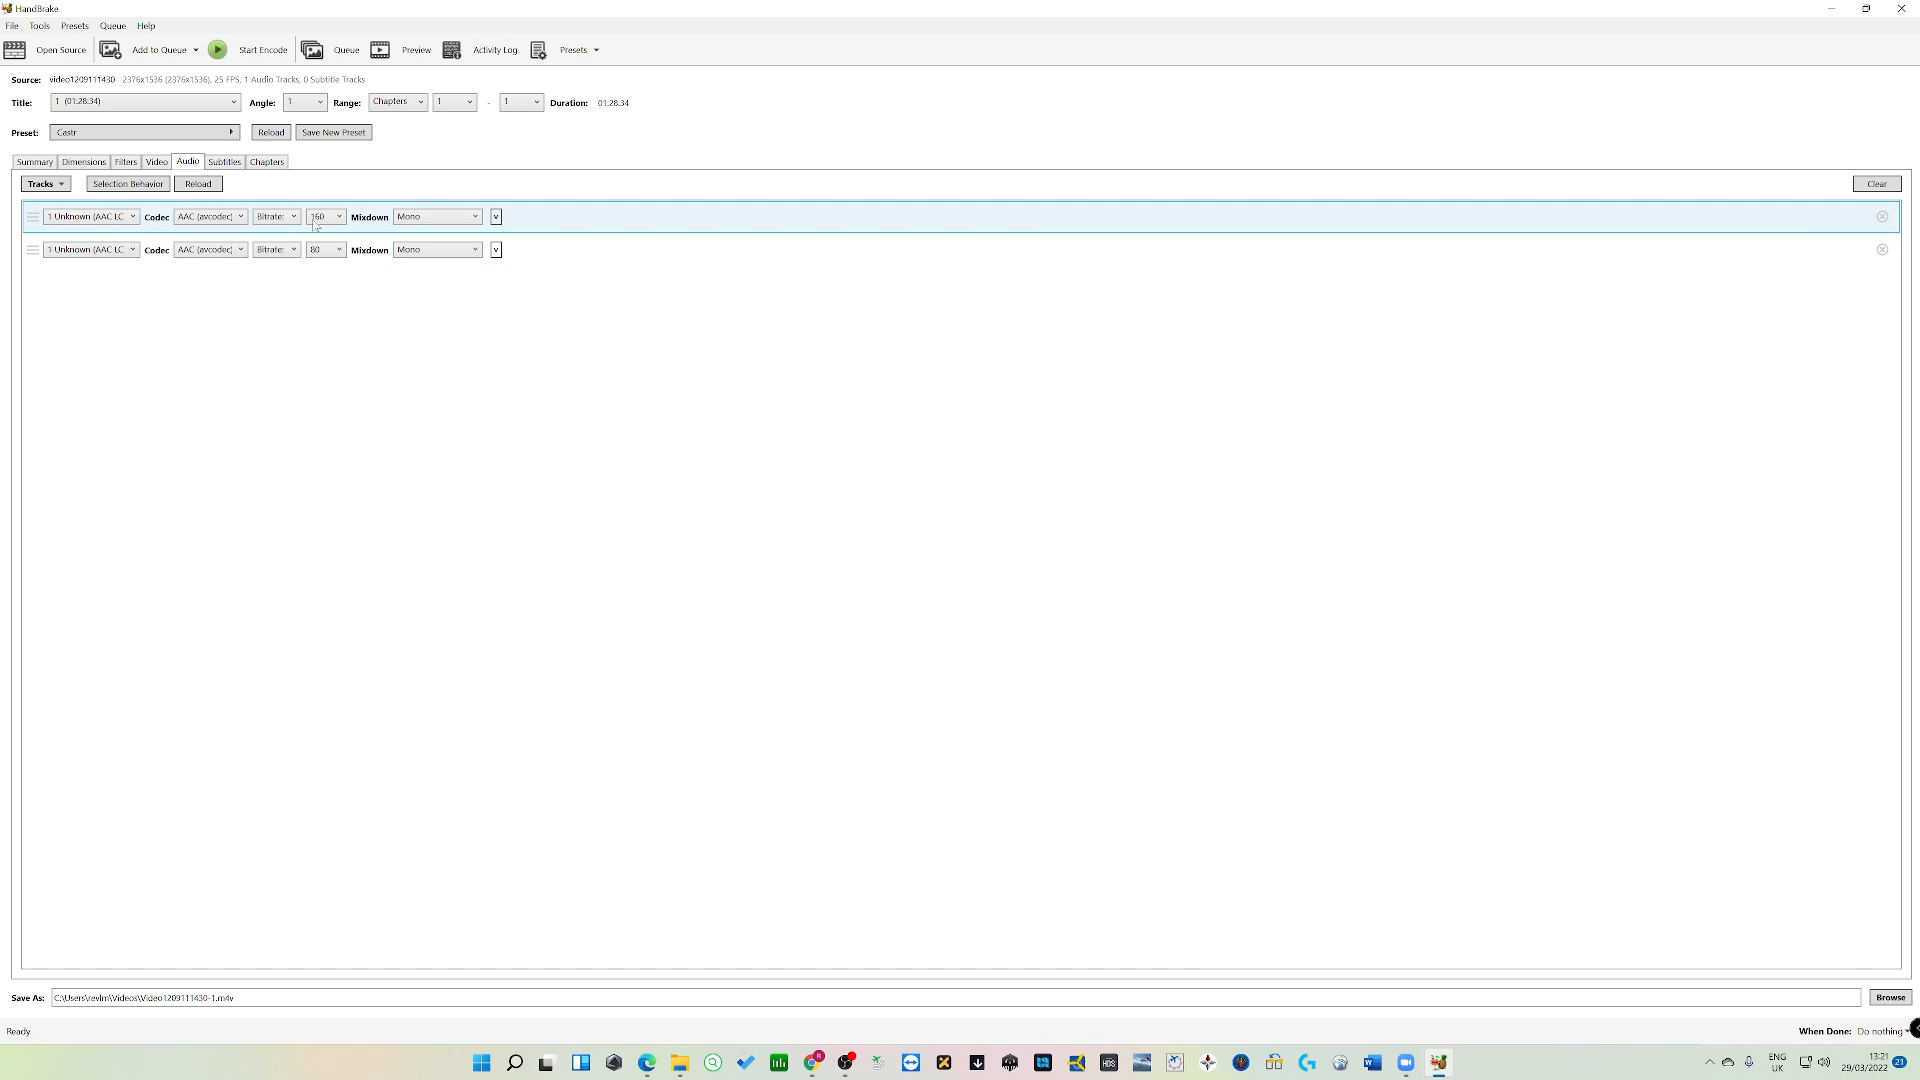 HandBrake
File Tools Presets Queue Help
Open Source Add to Queue Start Encode Queue Preview Activity Log Presets
Source: video1209111430 2376x1536 (2376x1536), 25 FPS, 1 Audio Tracks, 0 Subtitle Tracks
Title: 1 (01:28:34) Angle: 1 Range: Chapters 1 - 1 Duration: 01:28:34
Preset: Castr Reload Save New Preset
Summary Dimensions Filters Video Audio Subtitles Chapters
Tracks Selection Behavior Reload Clear
1 Unknown (AAC LC Codec AAC (avcodec) Bitrate: 160 Mixdown Mono v
1 Unknown (AAC LC Codec AAC (avcodec) Bitrate: 80 Mixdown Mono v
Save As: C:\Users\revlm\Videos\Video1209111430-1.m4v Browse
Ready When Done: Do nothing
ENG 13:21
UK 29/03/2022 21